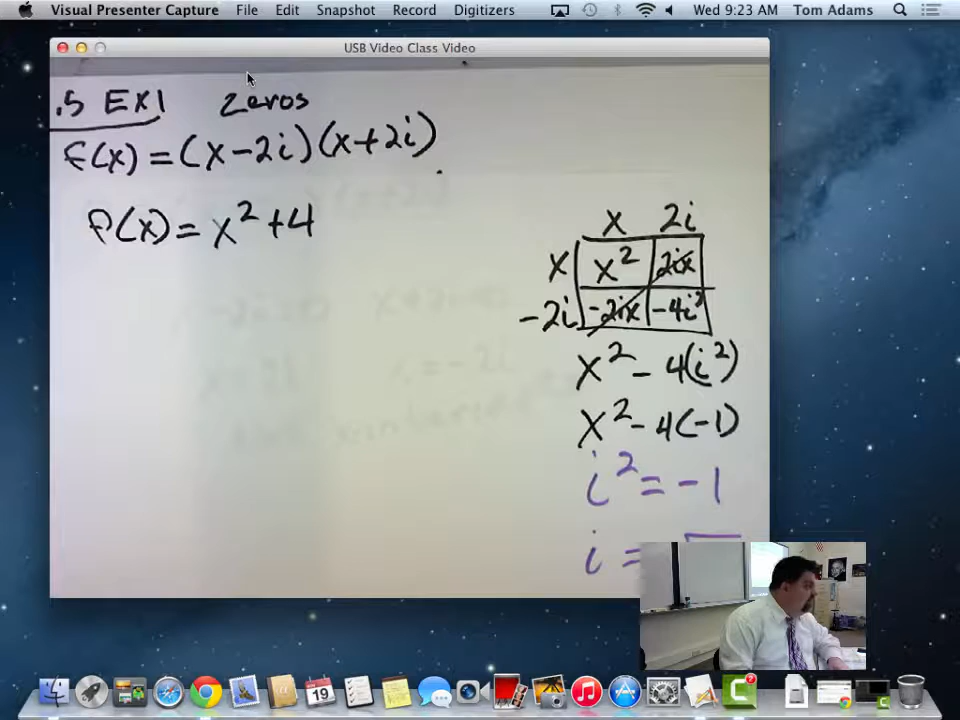 Visual Presenter Capture File Edit Snapshot Record Digitizers Wed 9:23 AM Tom Adams
USB Video Class Video
.5 EX1 Zeros
f(x) = (x-2i)(x+2i)
f(x) = x² + 4
x 2i
x x² 2ix
-2i -2ix -4i²
x² - 4(i²)
x² - 4(-1)
i² = -1
i =
19